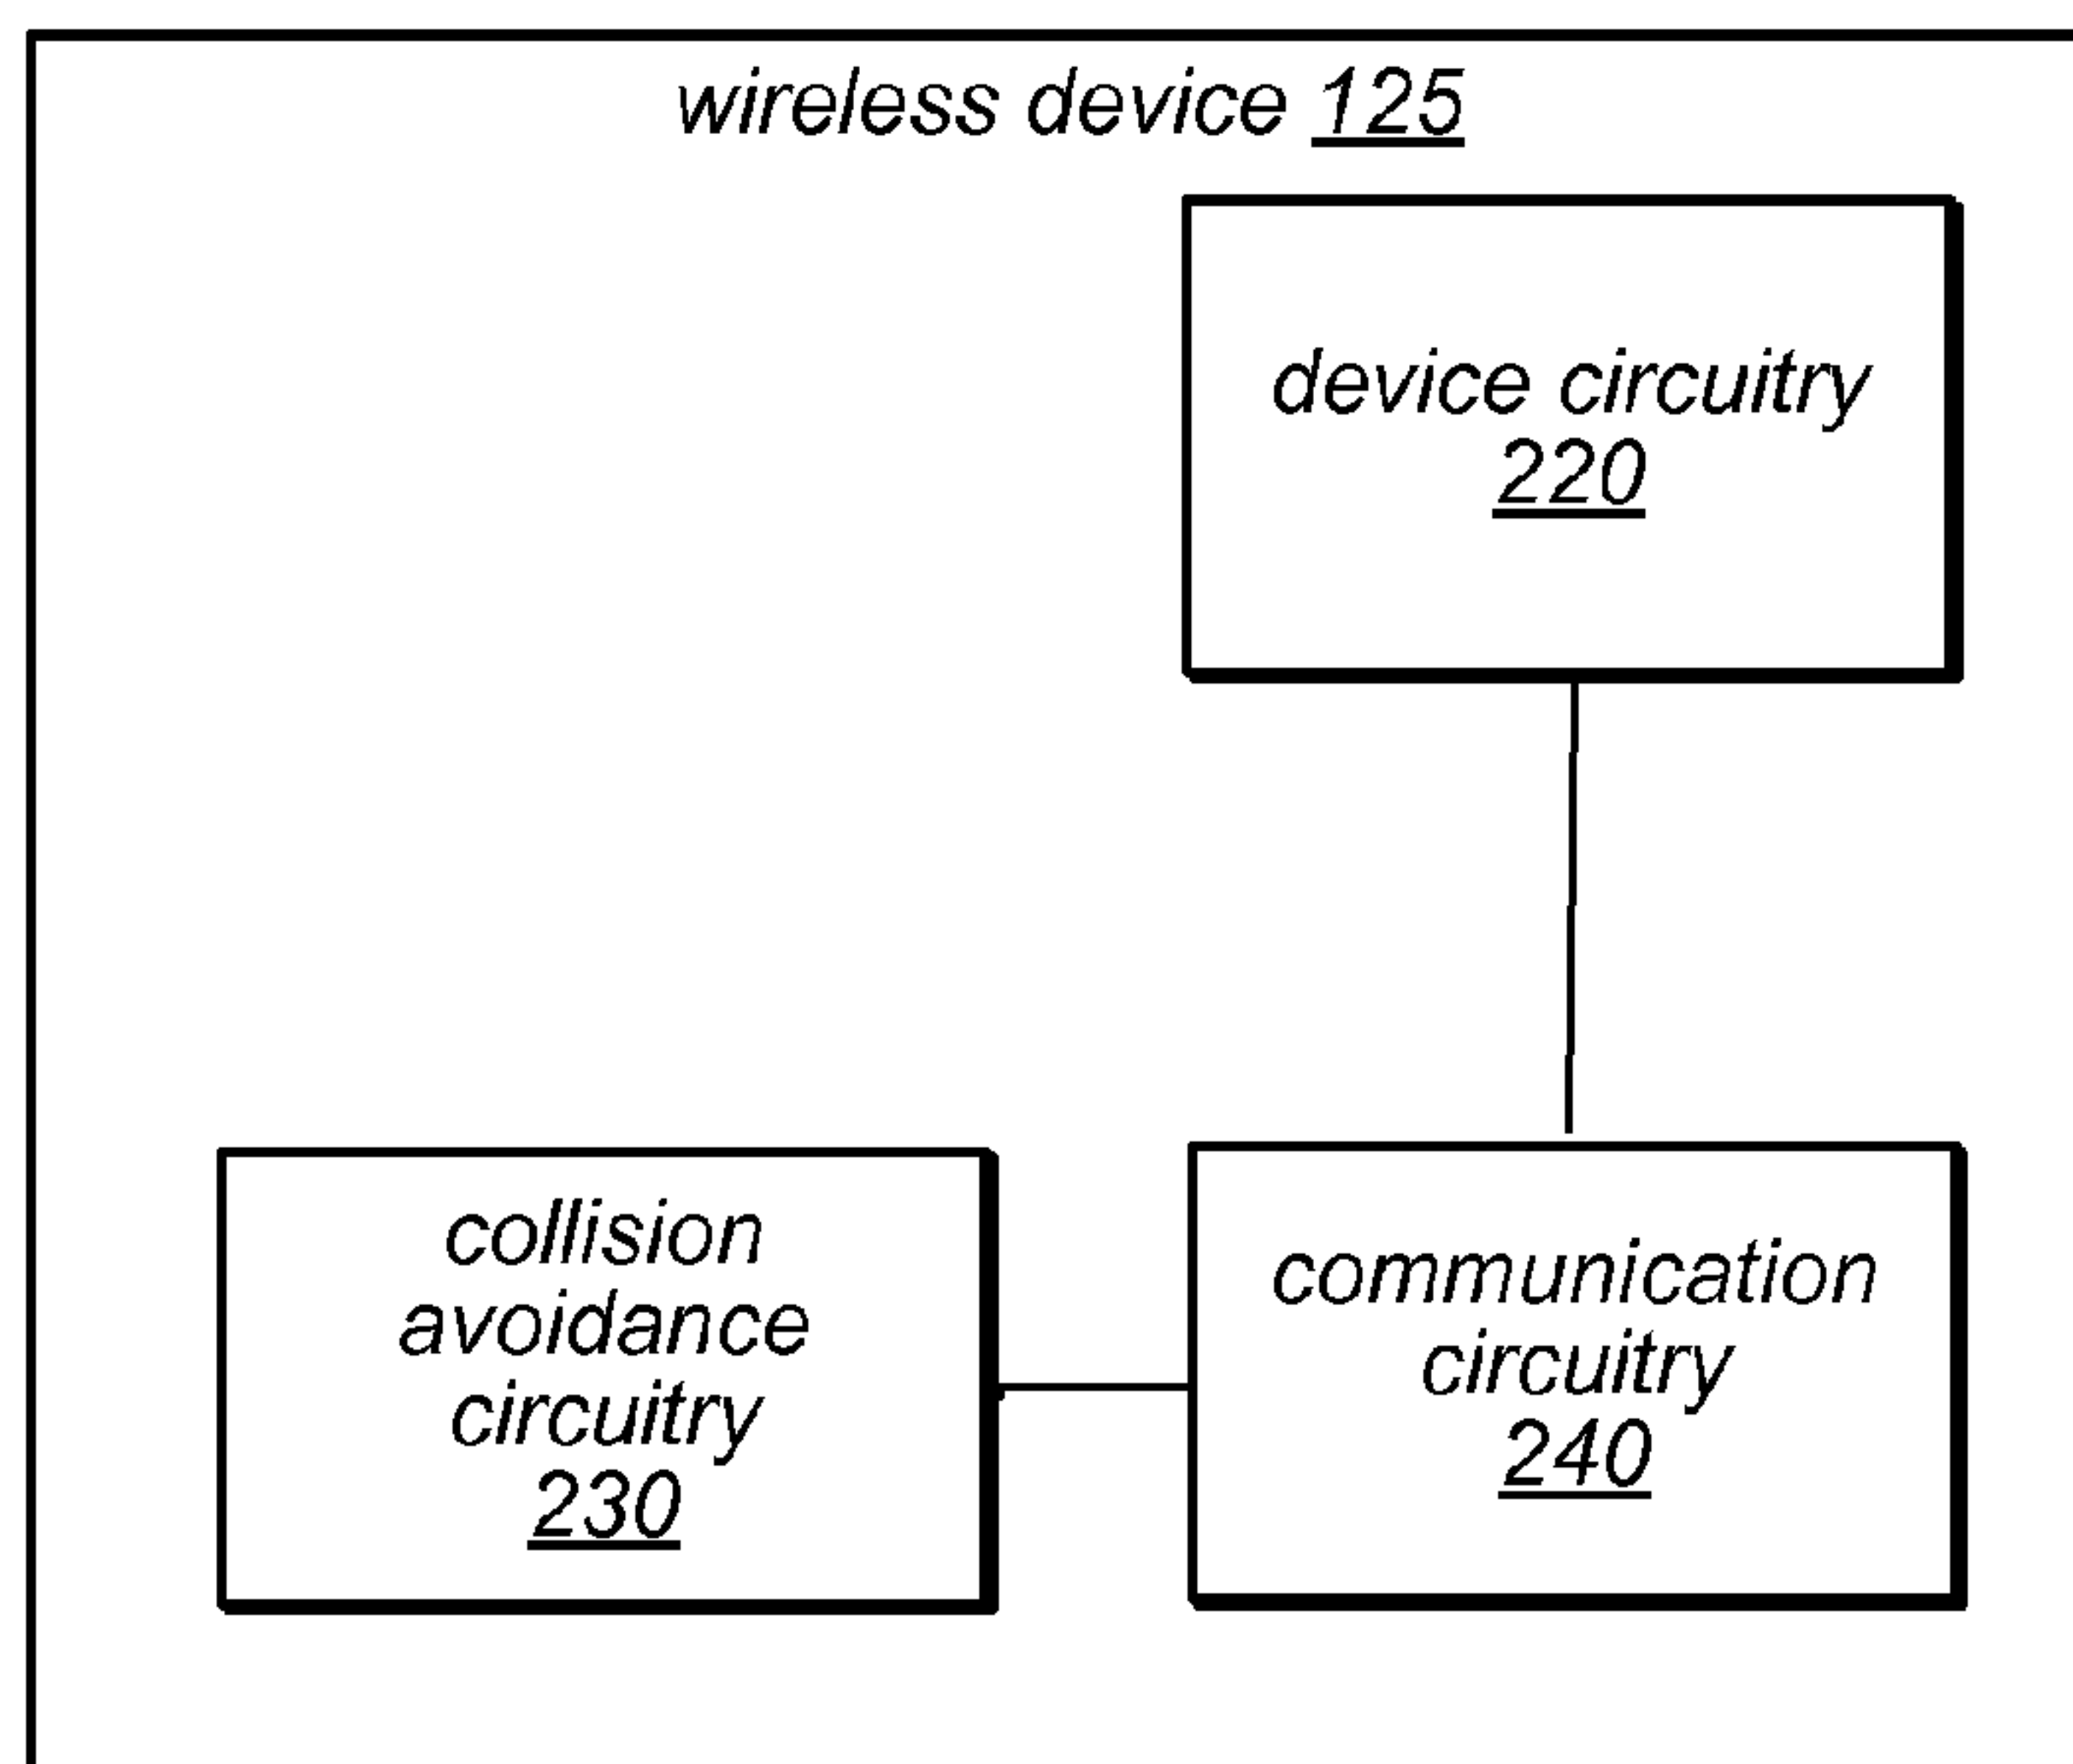 wireless device 125
device circuitry
220
collision
avoidance
circuitry
230
communication
circuitry
240